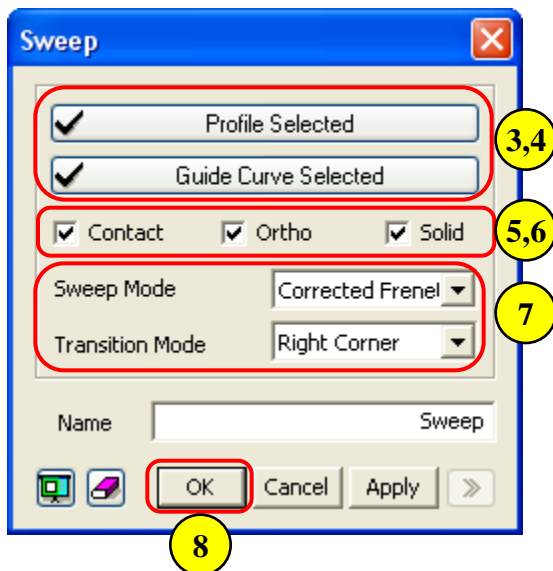 Sweep
Profile Selected
3,4
Guide Curve Selected
Contact Ortho Solid
5,6
Sweep Mode Corrected Frene
7
Transition Mode Right Corner
Name Sweep
OK Cancel Apply
8